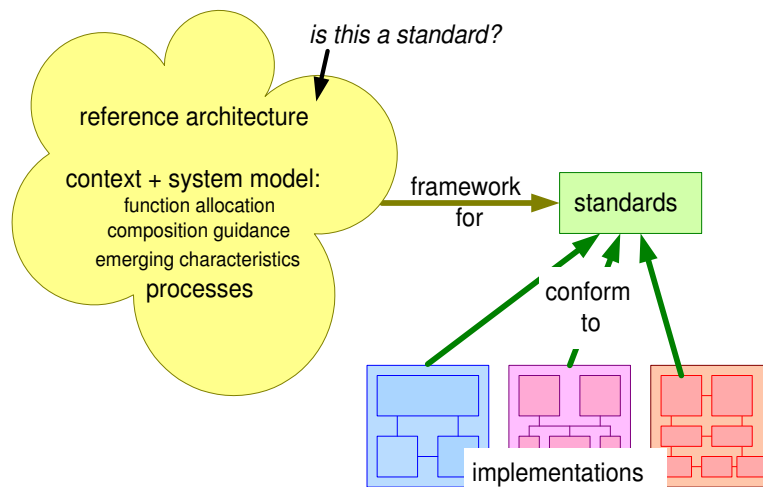 is this a standard?
reference architecture
context + system model:
function allocation
composition guidance
emerging characteristics
processes
framework
for
standards
conform
to
implementations